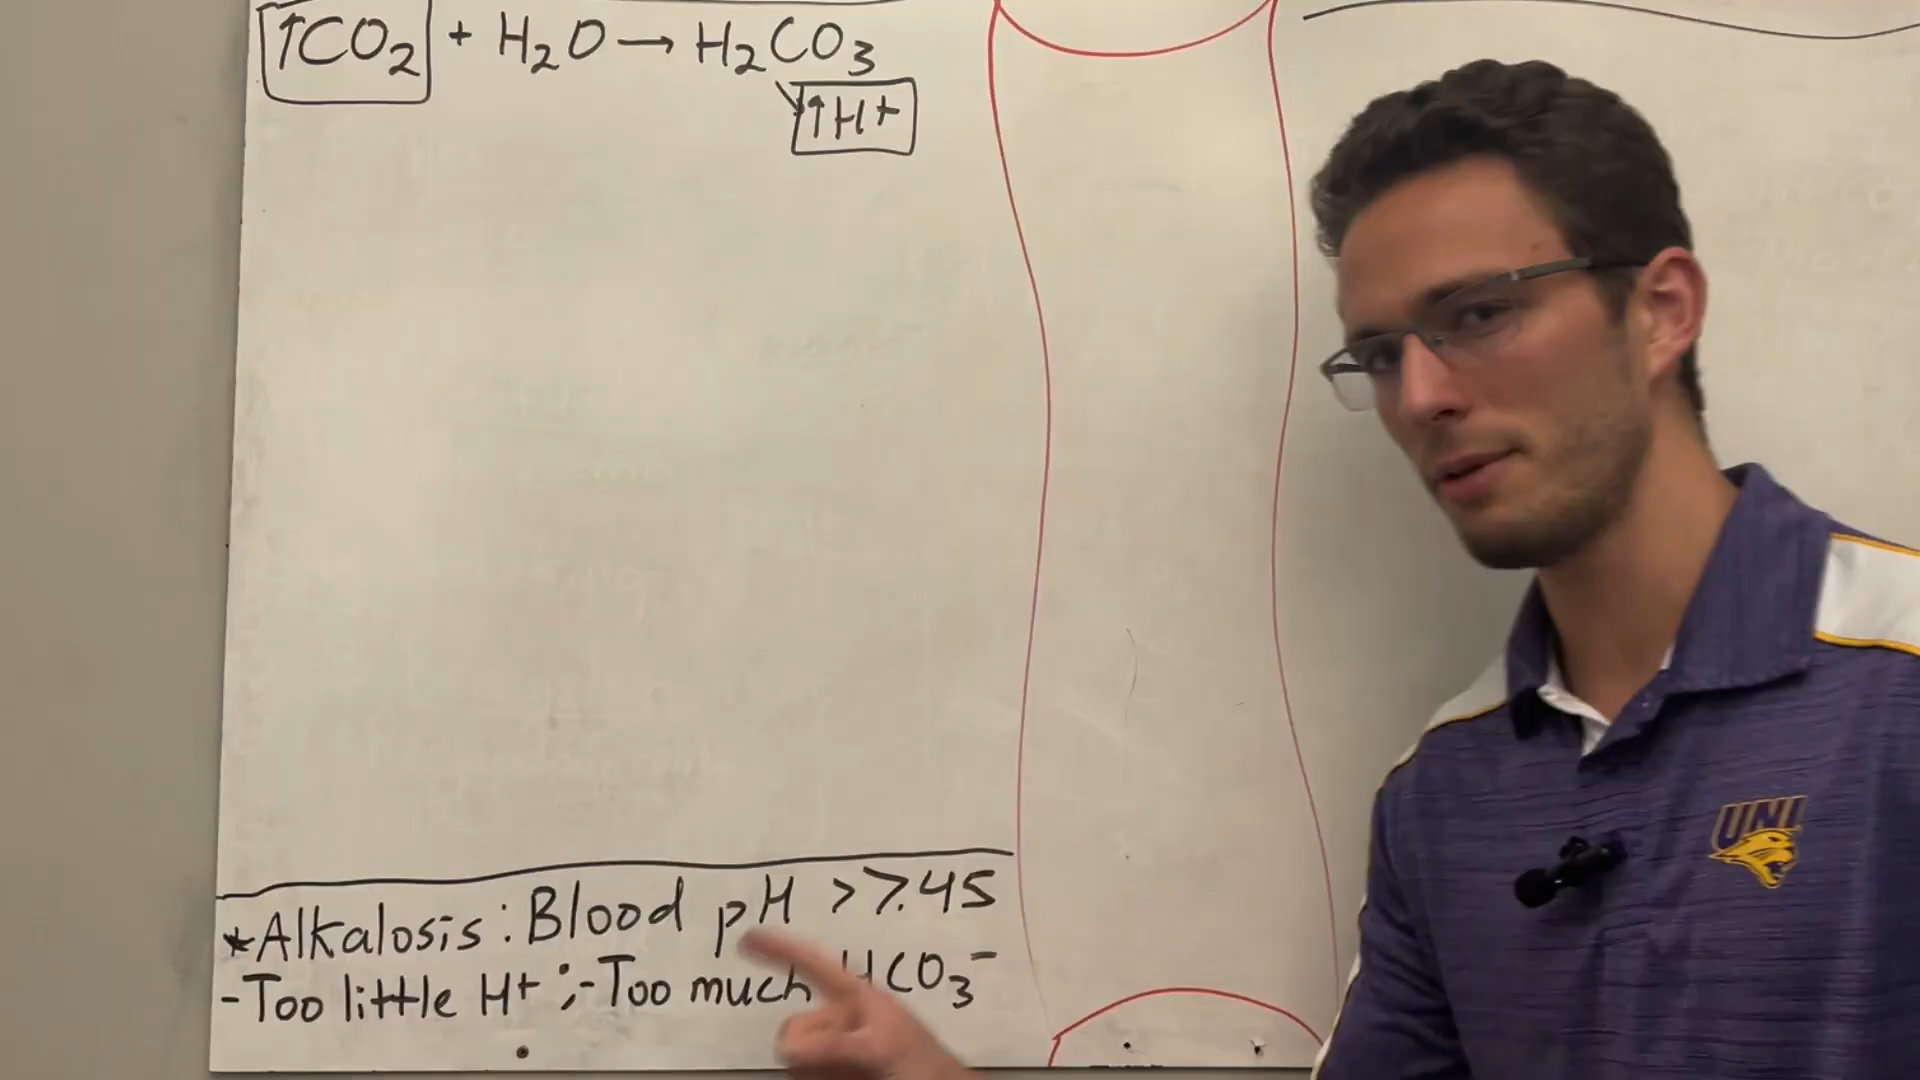 ↑CO₂ + H₂O → H₂CO₃
↑H+
*Alkalosis: Blood pH >7.45
-Too little H+ ;-Too much HCO₃⁻
UNI